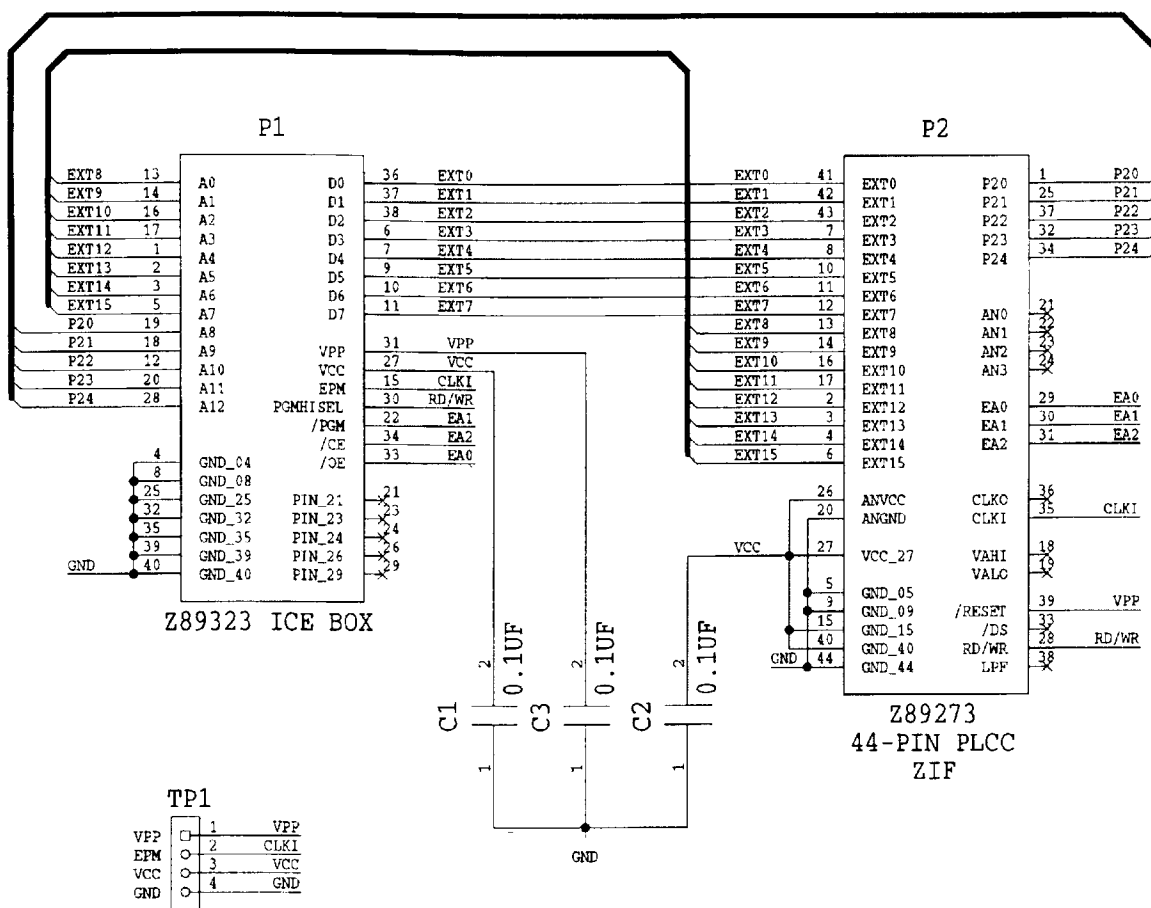 P1
EXT8 13 A0 D0 36 EXT0
EXT9 14 A1 D1 37 EXT1
EXT10 16 A2 D2 38 EXT2
EXT11 17 A3 D3 6 EXT3
EXT12 1 A4 D4 7 EXT4
EXT13 2 A5 D5 9 EXT5
EXT14 3 A6 D6 10 EXT6
EXT15 5 A7 D7 11 EXT7
P20 19 A8
P21 18 A9 VPP 31 VPP
P22 12 A10 VCC 27 VCC
P23 20 A11 EPM 15 CLKI
P24 28 A12 PGMHISEL 30 RD/WR
/PGM 22 EA1
/CE 34 EA2
/OE 33 EA0
4 GND_04
8 GND_08
25 GND_25 PIN_21 21
32 GND_32 PIN_23 23
35 GND_35 PIN_24 24
39 GND_39 PIN_26 26
GND 40 GND_40 PIN_29 29
Z89323 ICE BOX
P2
EXT0 41 EXT0 P20 1 P20
EXT1 42 EXT1 P21 25 P21
EXT2 43 EXT2 P22 37 P22
EXT3 7 EXT3 P23 32 P23
EXT4 8 EXT4 P24 34 P24
EXT5 10 EXT5
EXT6 11 EXT6
EXT7 12 EXT7 AN0 21
EXT8 13 EXT8 AN1 22
EXT9 14 EXT9 AN2 23
EXT10 16 EXT10 AN3 24
EXT11 17 EXT11
EXT12 2 EXT12 EA0 29 EA0
EXT13 3 EXT13 EA1 30 EA1
EXT14 4 EXT14 EA2 31 EA2
EXT15 6 EXT15
26 ANVCC CLKO 36
20 ANGND CLKI 35 CLKI
VCC 27 VCC_27 VAHI 18
VALO 19
5 GND_05
9 GND_09 /RESET 39 VPP
15 GND_15 /DS 33
40 GND_40 RD/WR 28 RD/WR
GND 44 GND_44 LPF 38
Z89273
44-PIN PLCC
ZIF
C1 2 0.1UF 1
C3 2 0.1UF 1
C2 2 0.1UF 1
GND
TP1
VPP 1 VPP
EPM 2 CLKI
VCC 3 VCC
GND 4 GND